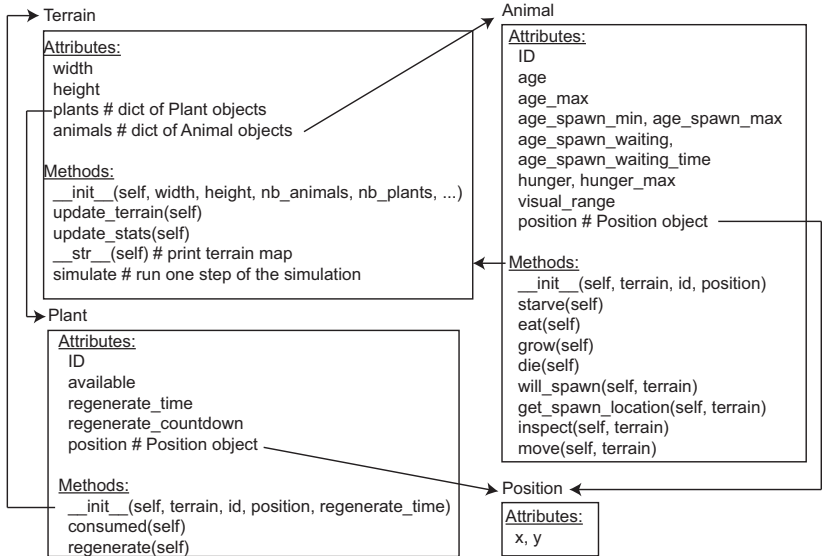 Terrain
Attributes:
width
height
plants # dict of Plant objects
animals # dict of Animal objects
Methods:
__init__(self, width, height, nb_animals, nb_plants, ...)
update_terrain(self)
update_stats(self)
__str__(self) # print terrain map
simulate # run one step of the simulation
Plant
Attributes:
ID
available
regenerate_time
regenerate_countdown
position # Position object
Methods:
__init__(self, terrain, id, position, regenerate_time)
consumed(self)
regenerate(self)
Animal
Attributes:
ID
age
age_max
age_spawn_min, age_spawn_max
age_spawn_waiting,
age_spawn_waiting_time
hunger, hunger_max
visual_range
position # Position object
Methods:
__init__(self, terrain, id, position)
starve(self)
eat(self)
grow(self)
die(self)
will_spawn(self, terrain)
get_spawn_location(self, terrain)
inspect(self, terrain)
move(self, terrain)
Position
Attributes:
x, y